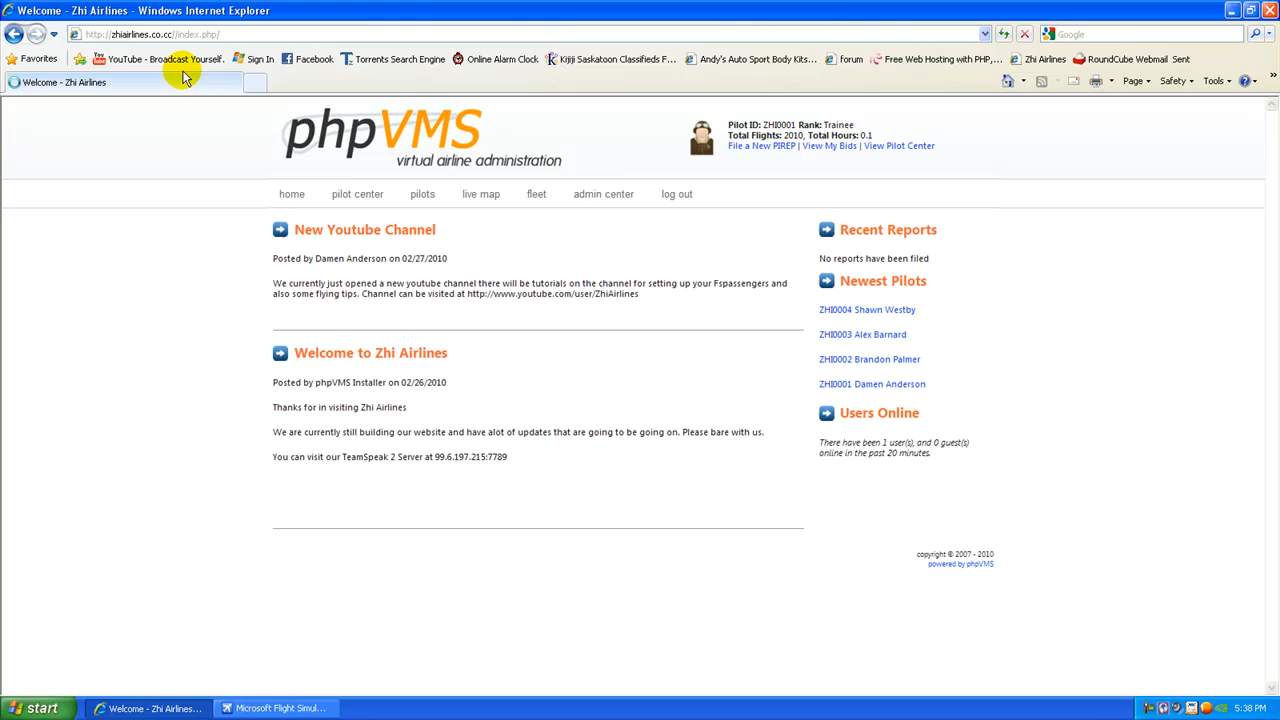 Welcome - Zhi Airlines - Windows Internet Explorer
http://zhiairlines.co.cc//index.php/
Google
Favorites
YouTube - Broadcast Yourself.
Sign In
Facebook
Torrents Search Engine
Online Alarm Clock
Kijiji Saskatoon Classifieds F...
Andy's Auto Sport Body Kits...
forum
Free Web Hosting with PHP,...
Zhi Airlines
RoundCube Webmail Sent
Welcome - Zhi Airlines
Page
Safety
Tools
phpVMS
virtual airline administration
Pilot ID: ZHI0001 Rank: Trainee
Total Flights: 2010, Total Hours: 0.1
File a New PIREP | View My Bids | View Pilot Center
home pilot center pilots live map fleet admin center log out
New Youtube Channel
Posted by Damen Anderson on 02/27/2010
We currently just opened a new youtube channel there will be tutorials on the channel for setting up your Fspassengers and
also some flying tips. Channel can be visited at http://www.youtube.com/user/ZhiAirlines
Welcome to Zhi Airlines
Posted by phpVMS Installer on 02/26/2010
Thanks for in visiting Zhi Airlines
We are currently still building our website and have alot of updates that are going to be going on. Please bare with us.
You can visit our TeamSpeak 2 Server at 99.6.197.215:7789
Recent Reports
No reports have been filed
Newest Pilots
ZHI0004 Shawn Westby
ZHI0003 Alex Barnard
ZHI0002 Brandon Palmer
ZHI0001 Damen Anderson
Users Online
There have been 1 user(s), and 0 guest(s)
online in the past 20 minutes.
copyright © 2007 - 2010
powered by phpVMS
start
Welcome - Zhi Airlines...
Microsoft Flight Simul...
5:38 PM